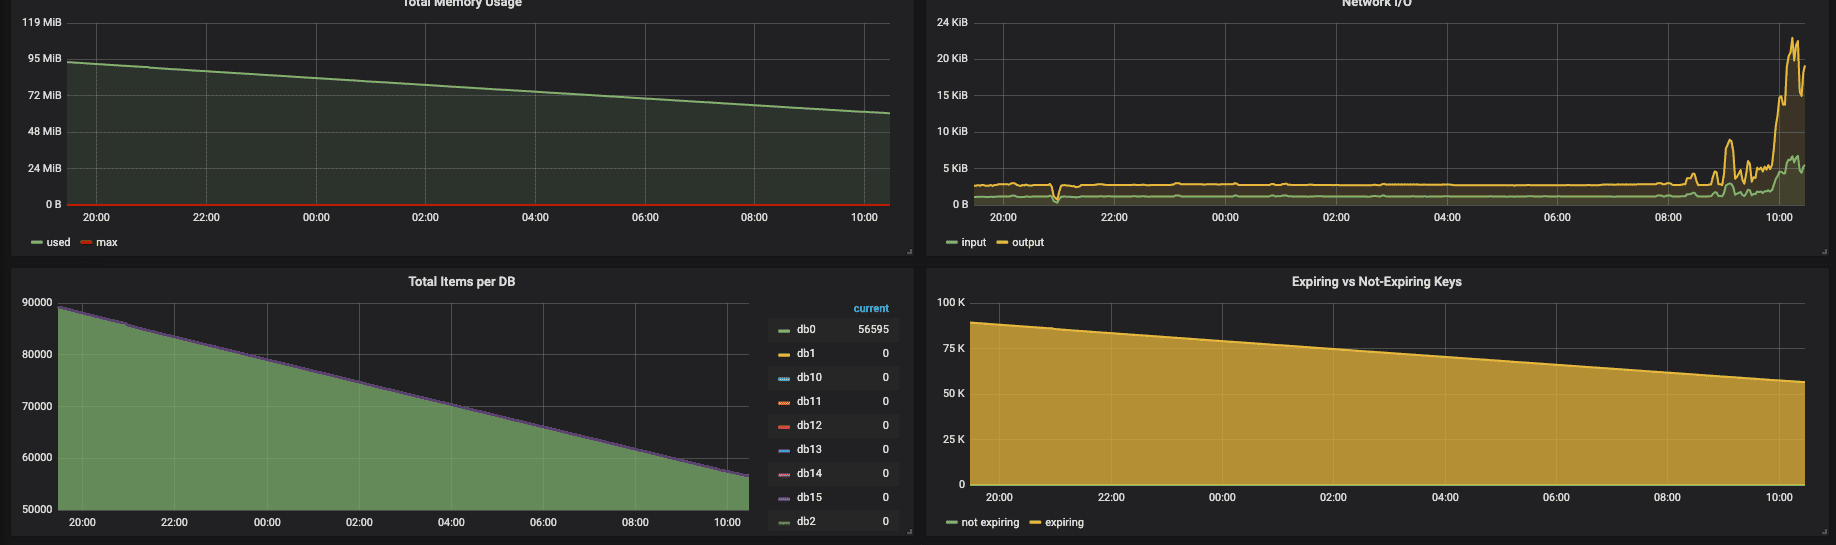 Total Memory Usage
119 MiB
95 MiB
72 MiB
48 MiB
24 MiB
0 B
20:00 22:00 00:00 02:00 04:00 06:00 08:00 10:00
used max
Network I/O
24 KiB
20 KiB
15 KiB
10 KiB
5 KiB
0 B
20:00 22:00 00:00 02:00 04:00 06:00 08:00 10:00
input output
Total Items per DB
90000
80000
70000
60000
50000
20:00 22:00 00:00 02:00 04:00 06:00 08:00 10:00
current
db0 56595
db1 0
db10 0
db11 0
db12 0
db13 0
db14 0
db15 0
db2 0
Expiring vs Not-Expiring Keys
100 K
75 K
50 K
25 K
0
20:00 22:00 00:00 02:00 04:00 06:00 08:00 10:00
not expiring expiring